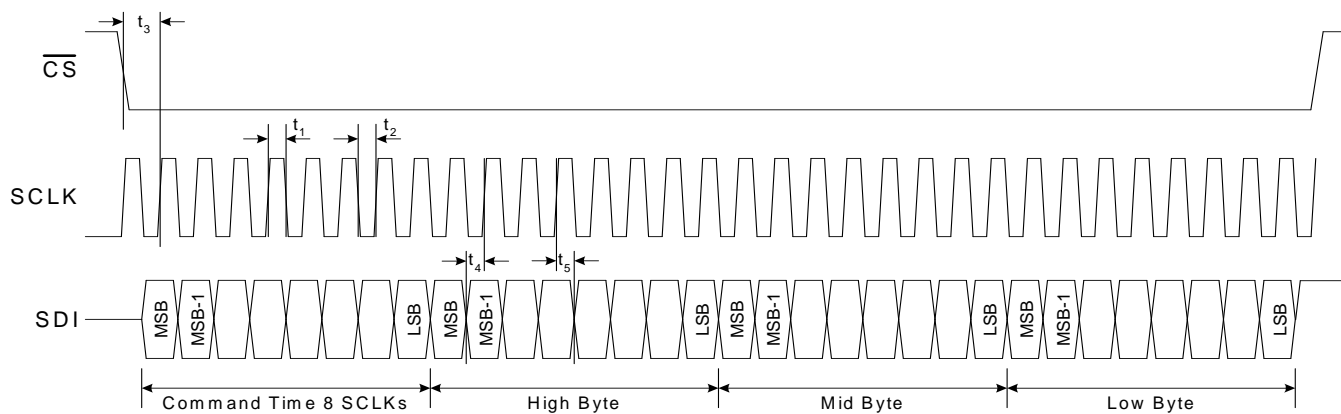 t3
CS
t1
t2
SCLK
t4
t5
SDI
MSB
MSB-1
LSB
MSB
MSB-1
LSB
MSB
MSB-1
LSB
MSB
MSB-1
LSB
Command Time 8 SCLKs
High Byte
Mid Byte
Low Byte